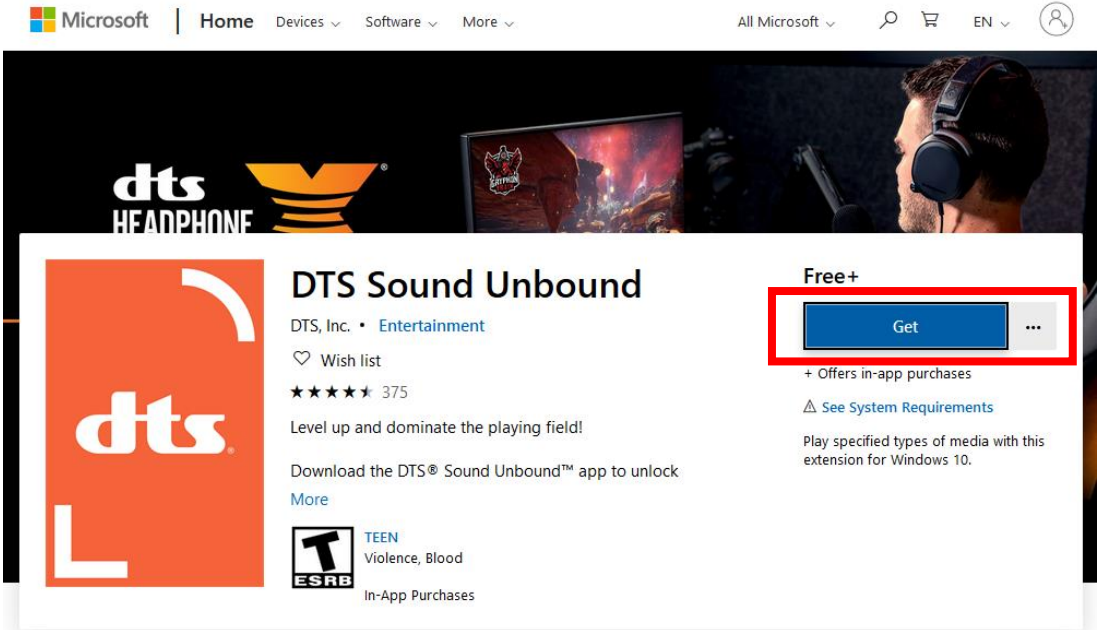 Microsoft Home Devices Software More All Microsoft EN
dts
HEADPHONE
GRYPHON
DTS Sound Unbound
DTS, Inc. • Entertainment
Wish list
375
Level up and dominate the playing field!
Download the DTS® Sound Unbound™ app to unlock
More
T
ESRB
TEEN
Violence, Blood
In-App Purchases
dts
Free+
Get ...
+ Offers in-app purchases
See System Requirements
Play specified types of media with this
extension for Windows 10.